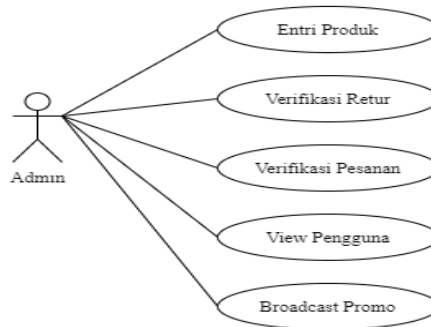 Entri Produk
Verifikasi Retur
Verifikasi Pesanan
Admin
View Pengguna
Broadcast Promo